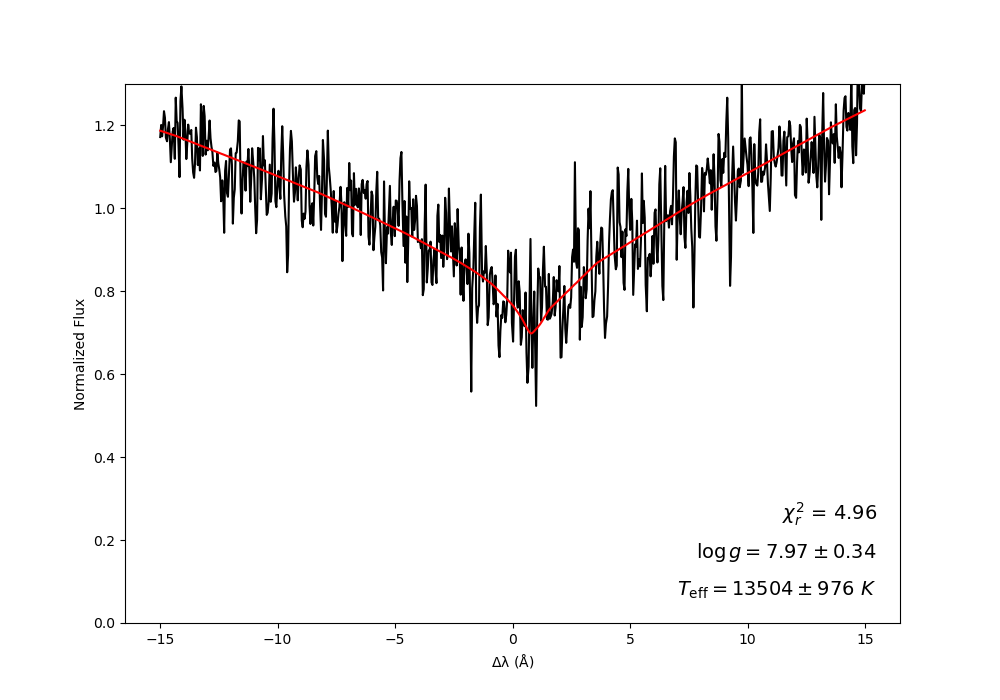 1.2
1.0
0.8
0.6
0.4
0.2
0.0
−15
−10
−5
0
5
10
15
Normalized Flux
Δλ (Å)
χ²ᵣ = 4.96
log g = 7.97 ± 0.34
T_eff = 13504 ± 976 K